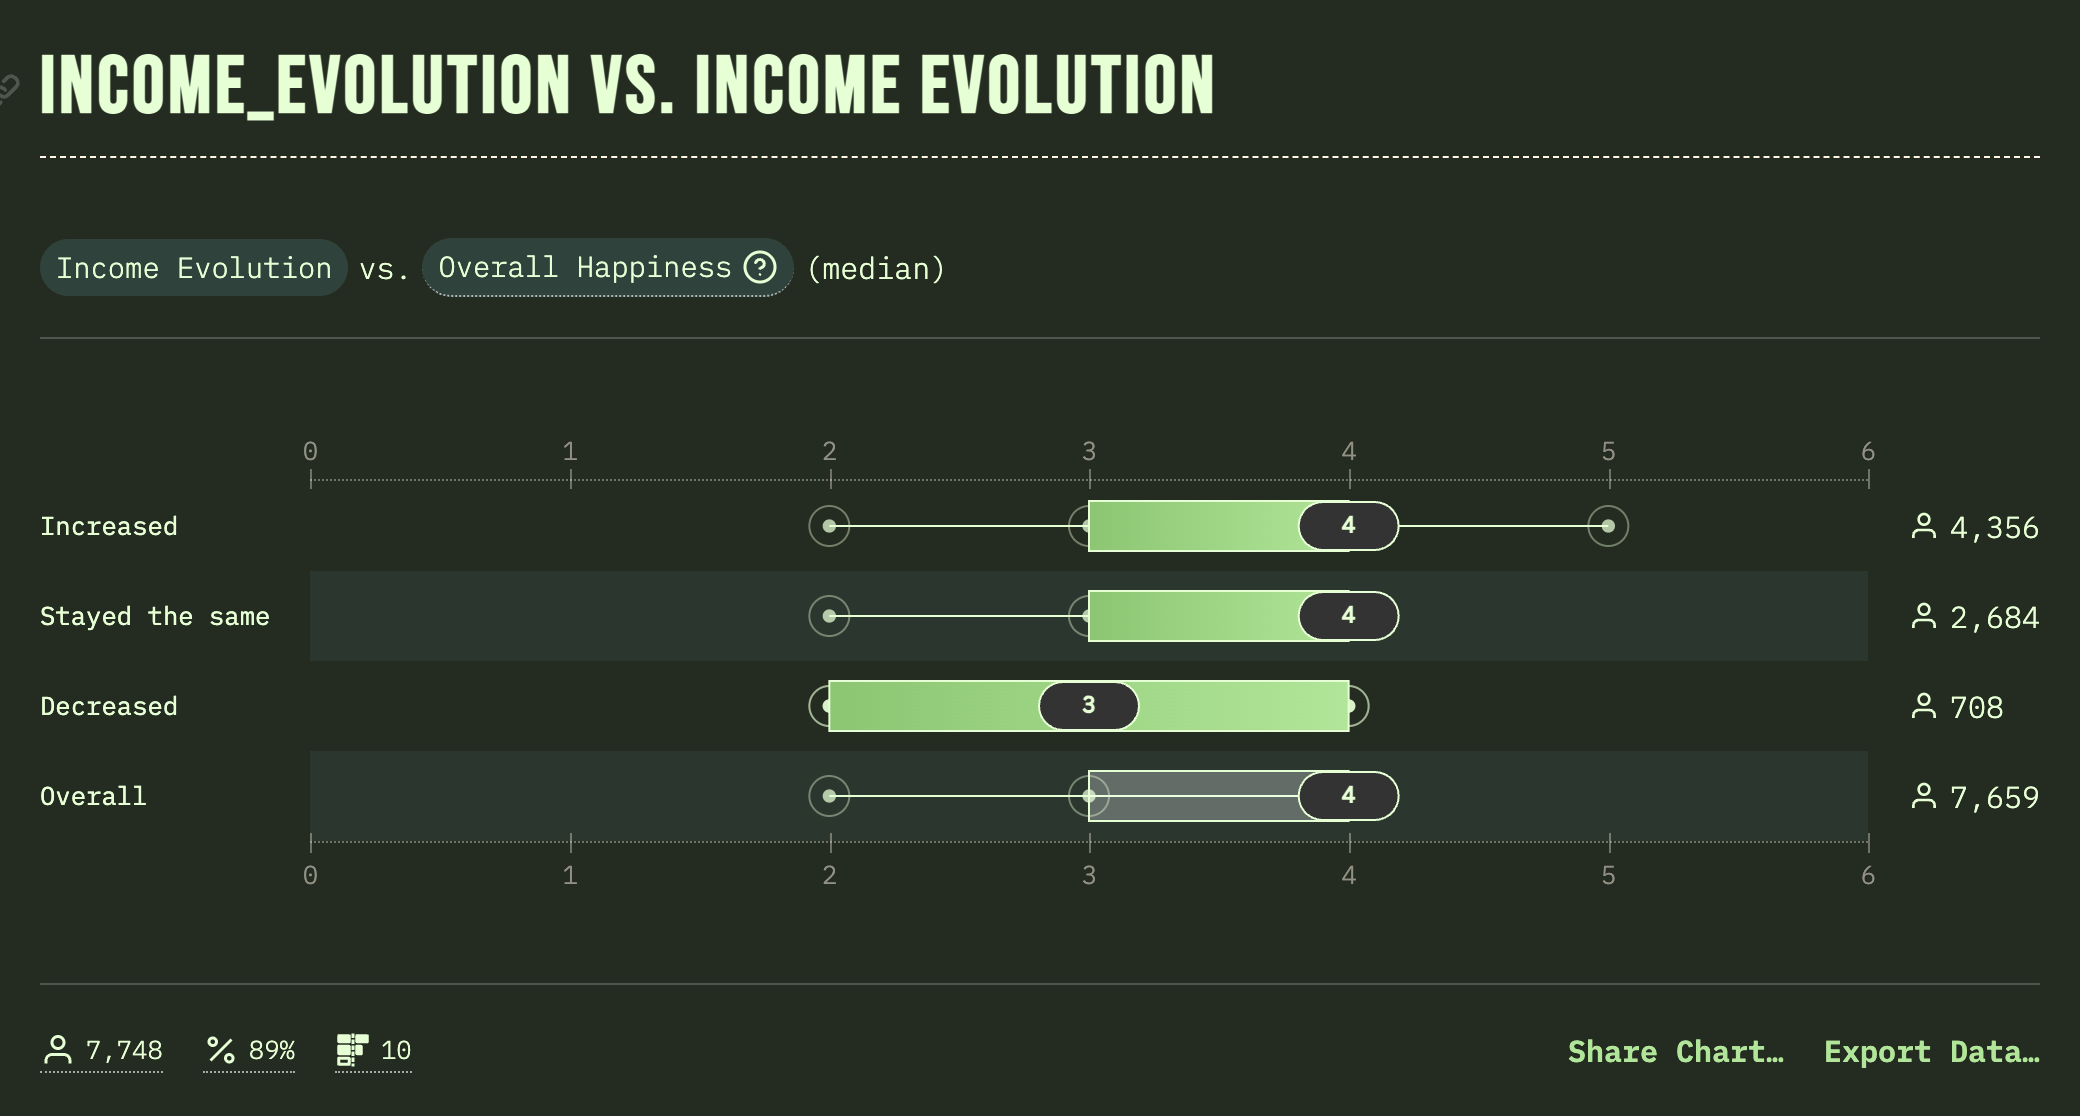 INCOME_EVOLUTION VS. INCOME EVOLUTION
Income Evolution vs. Overall Happiness ? (median)
0 1 2 3 4 5 6
Increased 4 4,356
Stayed the same 4 2,684
Decreased 3 708
Overall 4 7,659
0 1 2 3 4 5 6
7,748 % 89% 10 Share Chart… Export Data…